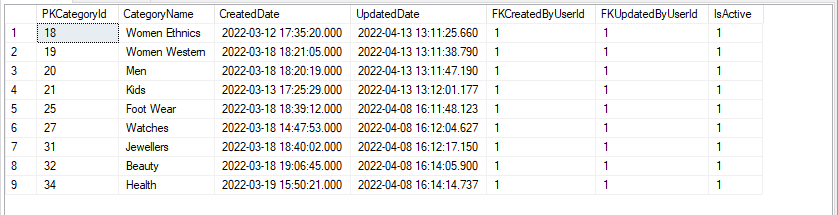 PKCategoryId CategoryName CreatedDate UpdatedDate FKCreatedByUserId FKUpdatedByUserId IsActive
1 18 Women Ethnics 2022-03-12 17:35:20.000 2022-04-13 13:11:25.660 1 1 1
2 19 Women Western 2022-03-18 18:21:05.000 2022-04-13 13:11:38.790 1 1 1
3 20 Men 2022-03-18 18:20:19.000 2022-04-13 13:11:47.190 1 1 1
4 21 Kids 2022-03-13 17:25:29.000 2022-04-13 13:12:01.177 1 1 1
5 25 Foot Wear 2022-03-18 18:39:12.000 2022-04-08 16:11:48.123 1 1 1
6 27 Watches 2022-03-18 14:47:53.000 2022-04-08 16:12:04.627 1 1 1
7 31 Jewellers 2022-03-18 18:40:02.000 2022-04-08 16:12:17.150 1 1 1
8 32 Beauty 2022-03-18 19:06:45.000 2022-04-08 16:14:05.900 1 1 1
9 34 Health 2022-03-19 15:50:21.000 2022-04-08 16:14:14.737 1 1 1